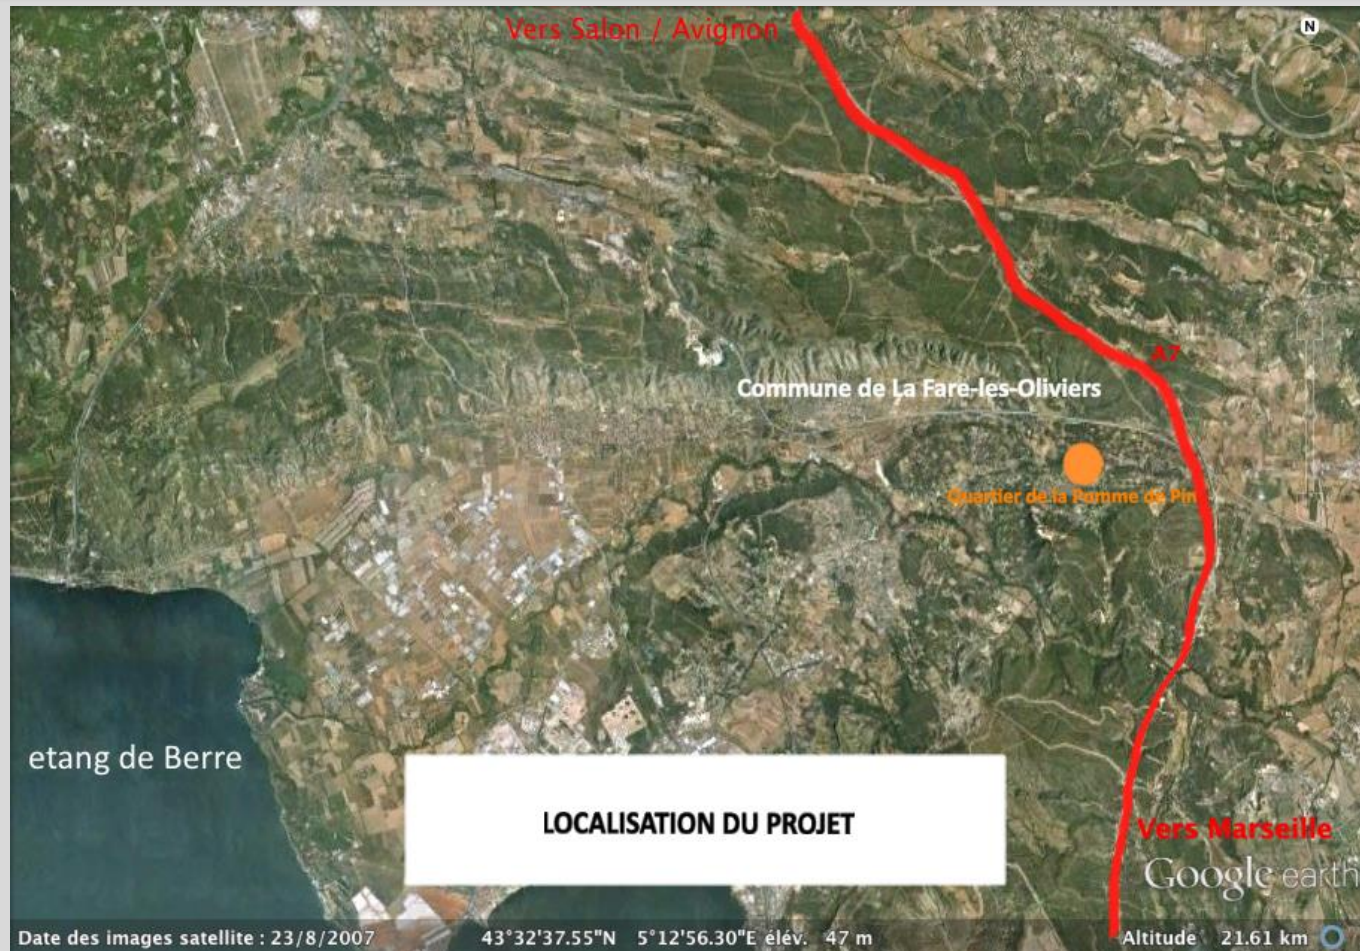 Vers Salon / Avignon
N
A7
Commune de La Fare-les-Oliviers
Quartier de la Pomme de Pin
etang de Berre
LOCALISATION DU PROJET
Vers Marseille
Google earth
Date des images satellite : 23/8/2007 43°32'37.55"N 5°12'56.30"E élév. 47 m Altitude 21.61 km